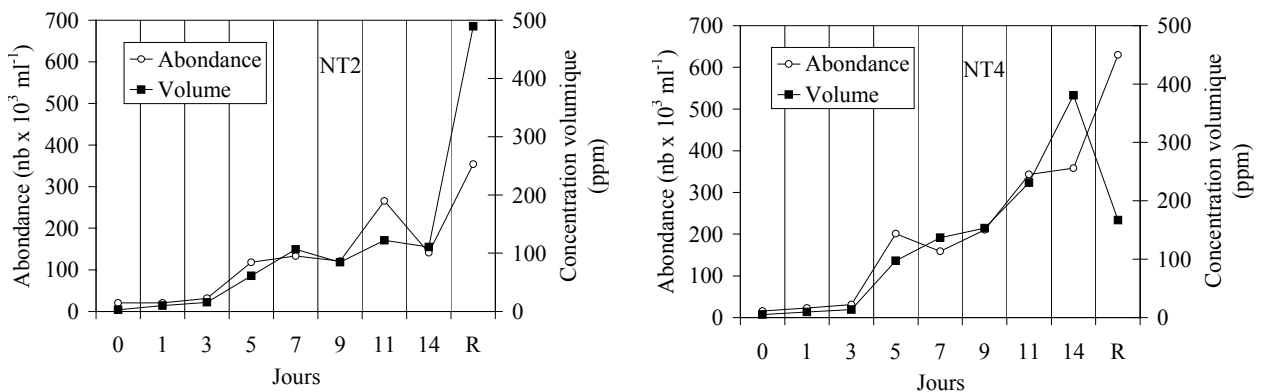 Abondance (nb x 10³ ml⁻¹)
700
600
500
400
300
200
100
0
Abondance
Volume
NT2
500
400
300
200
100
0
Concentration volumique
(ppm)
0 1 3 5 7 9 11 14 R
Jours
Abondance (nb x 10³ ml⁻¹)
700
600
500
400
300
200
100
0
Abondance
Volume
NT4
500
400
300
200
100
0
Concentration volumique
(ppm)
0 1 3 5 7 9 11 14 R
Jours